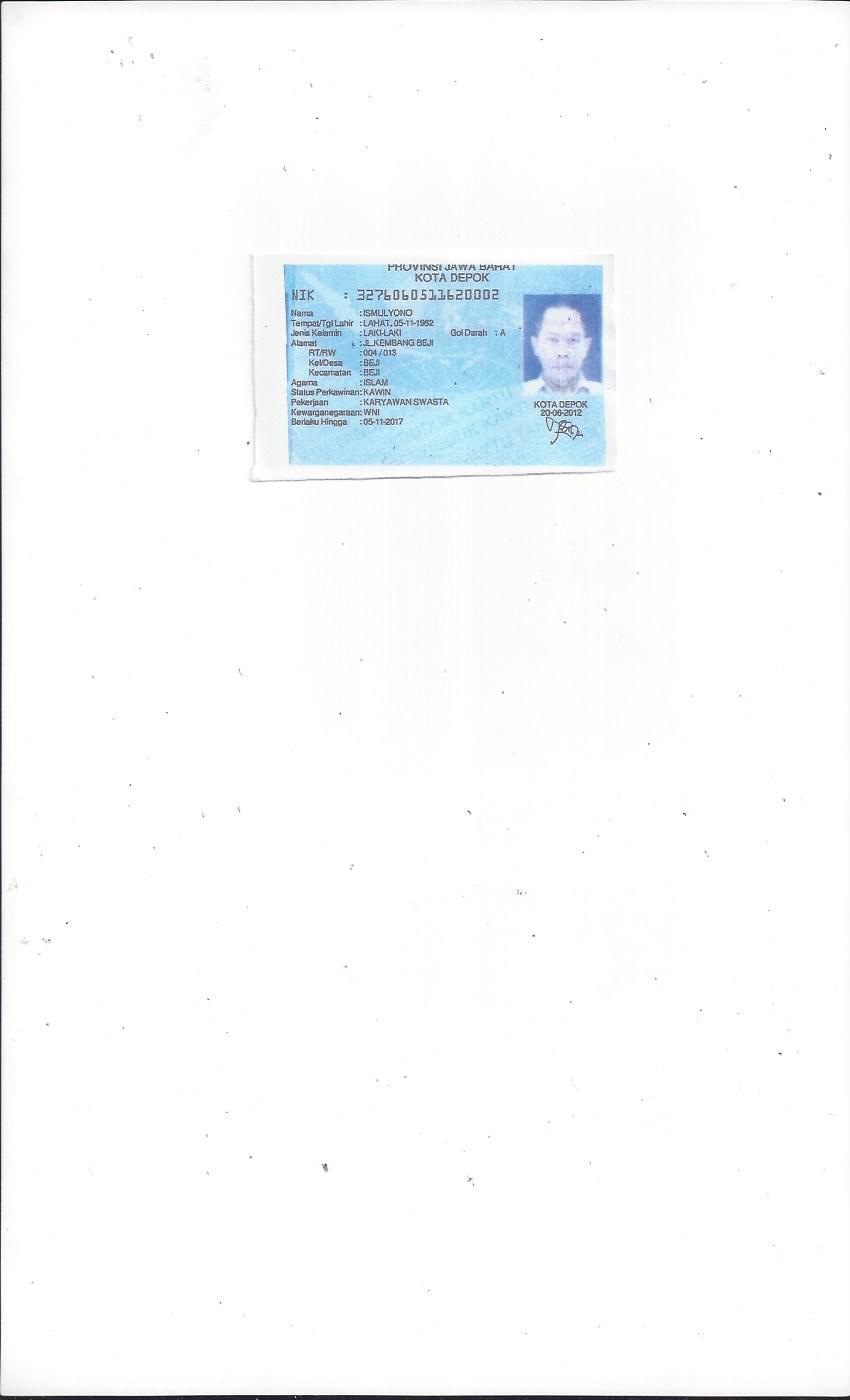 PROVINSI JAWA BARAT
KOTA DEPOK
NIK : 3276060511620002
Nama : ISMULYONO
Tempat/Tgl Lahir : LAHAT, 05-11-1962
Jenis Kelamin : LAKI-LAKI Gol Darah : A
Alamat : JL.KEMBANG BEJI
RT/RW : 004 / 013
Kel/Desa : BEJI
Kecamatan : BEJI
Agama : ISLAM
Status Perkawinan: KAWIN
Pekerjaan : KARYAWAN SWASTA
Kewarganegaraan: WNI
Berlaku Hingga : 05-11-2017
KOTA DEPOK
20-06-2012